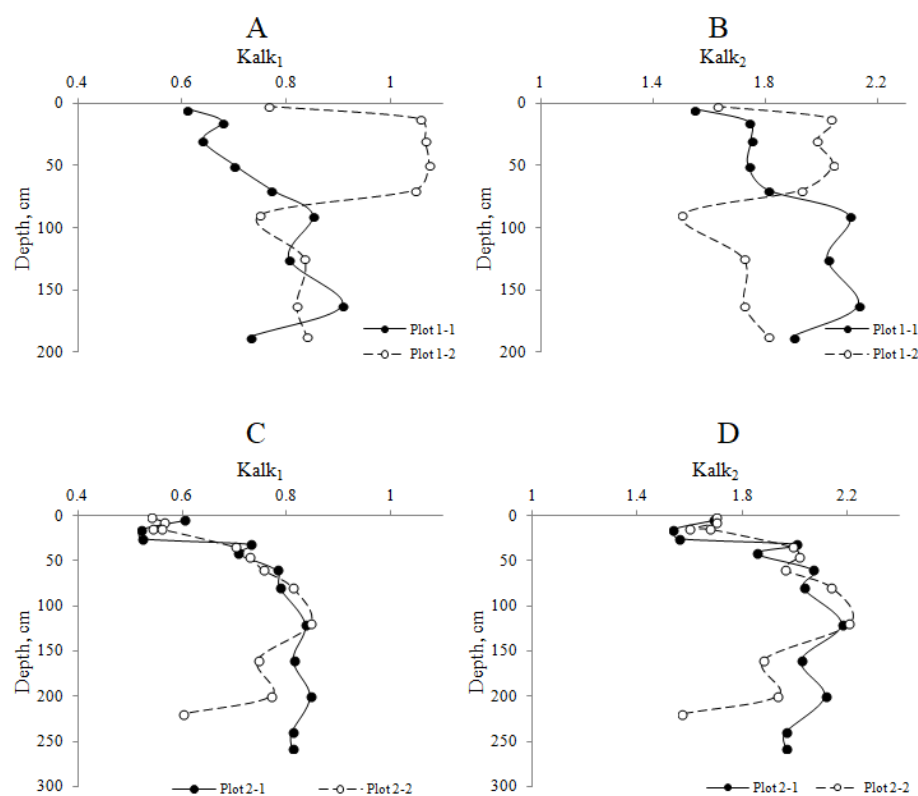 A
B
Kalk₁
Kalk₂
0.4 0.6 0.8 1
1 1.4 1.8 2.2
0
50
100
150
200
Depth, cm
Plot 1-1
Plot 1-2
0
50
100
150
200
Depth, cm
Plot 1-1
Plot 1-2
C
D
Kalk₁
Kalk₂
0.4 0.6 0.8 1
1 1.4 1.8 2.2
0
50
100
150
200
250
300
Depth, cm
Plot 2-1 Plot 2-2
0
50
100
150
200
250
300
Depth, cm
Plot 2-1 Plot 2-2